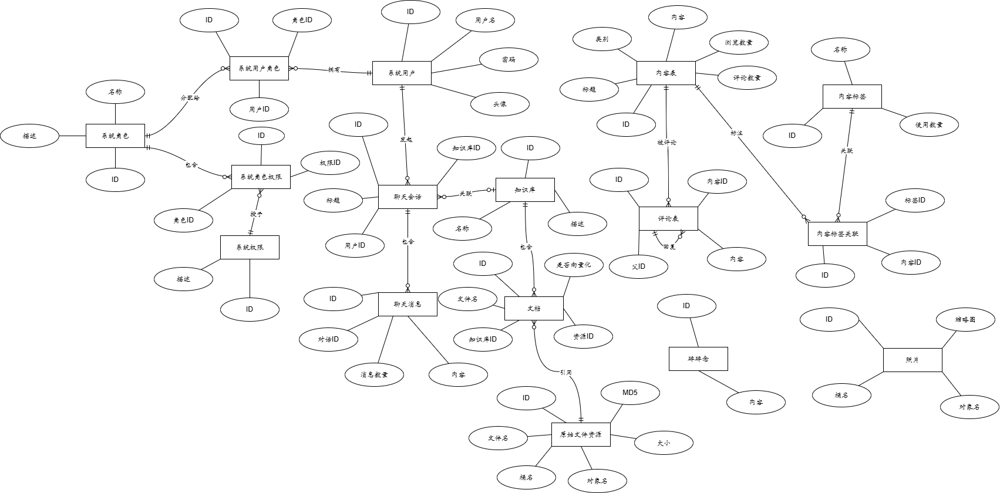 ID
角色ID
系统用户角色
用户ID
分配给
拥有
名称
描述
系统角色
ID
包含
ID
权限ID
系统角色权限
角色ID
授予
系统权限
描述
ID
ID
用户名
密码
系统用户
头像
发起
ID
知识库ID
标题
聊天会话
用户ID
关联
包含
ID
知识库
名称
描述
包含
ID
聊天消息
对话ID
消息数量
内容
ID
是否向量化
文件名
文档
知识库ID
资源ID
引用
ID
MD5
文件名
原始文件资源
大小
桶名
对象名
内容
类别
浏览数量
内容表
评论数量
标题
ID
被评论
标注
ID
内容ID
评论表
回复
父ID
内容
名称
内容标签
ID
使用数量
关联
标签ID
内容标签关联
ID
内容ID
ID
碎碎念
内容
ID
缩略图
照片
桶名
对象名